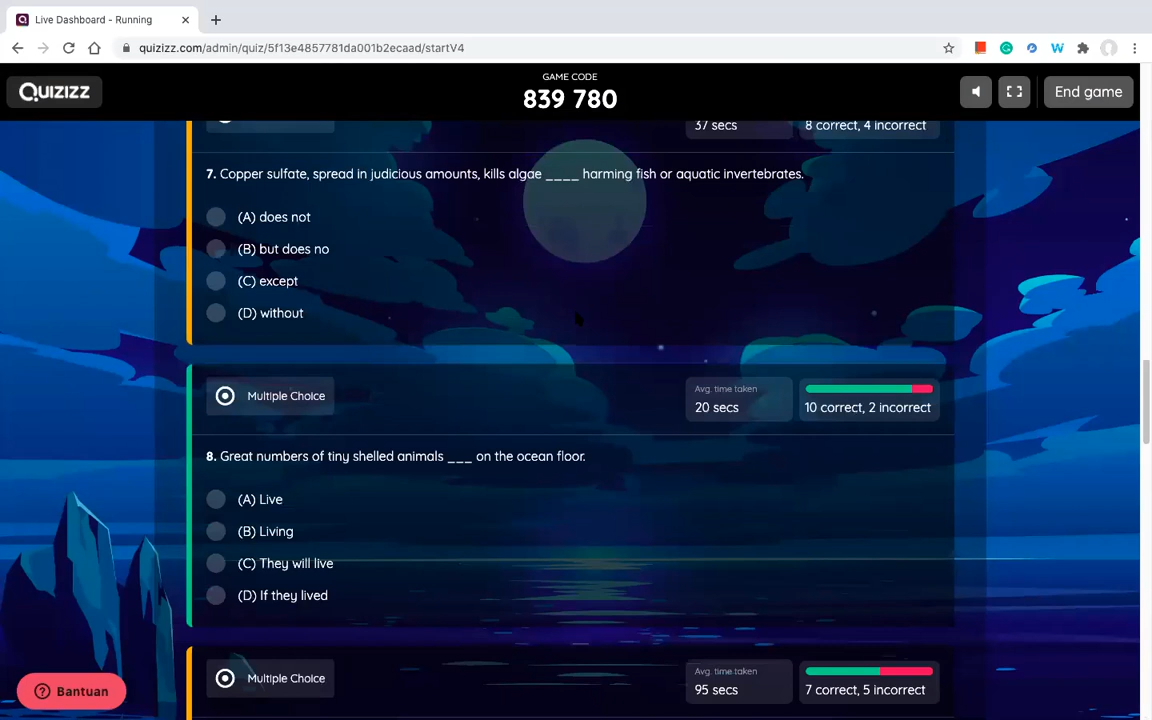 Live Dashboard - Running
quizizz.com/admin/quiz/5f13e4857781da001b2ecaad/startV4
Quizizz
GAME CODE
839 780
End game
37 secs
8 correct, 4 incorrect
7. Copper sulfate, spread in judicious amounts, kills algae ____ harming fish or aquatic invertebrates.
(A) does not
(B) but does no
(C) except
(D) without
Multiple Choice
Avg. time taken
20 secs
10 correct, 2 incorrect
8. Great numbers of tiny shelled animals ___ on the ocean floor.
(A) Live
(B) Living
(C) They will live
(D) If they lived
Multiple Choice
Avg. time taken
95 secs
7 correct, 5 incorrect
Bantuan